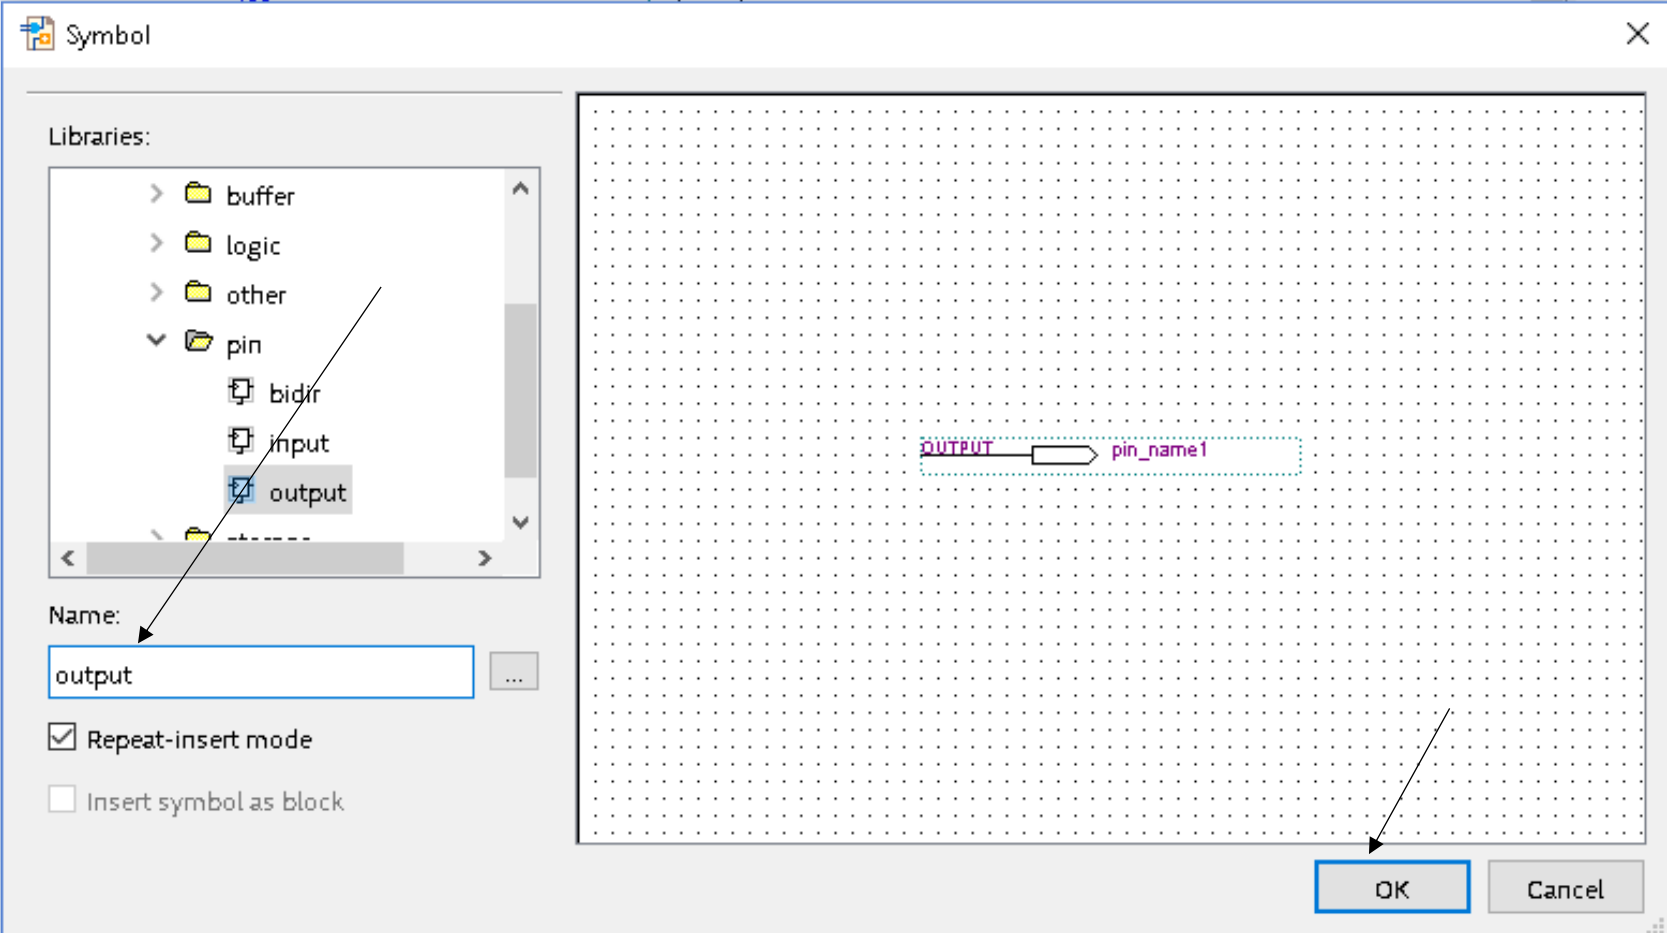 Symbol
Libraries:
buffer
logic
other
pin
bidir
input
output
Name:
output
...
Repeat-insert mode
Insert symbol as block
OUTPUT
pin_name1
OK
Cancel